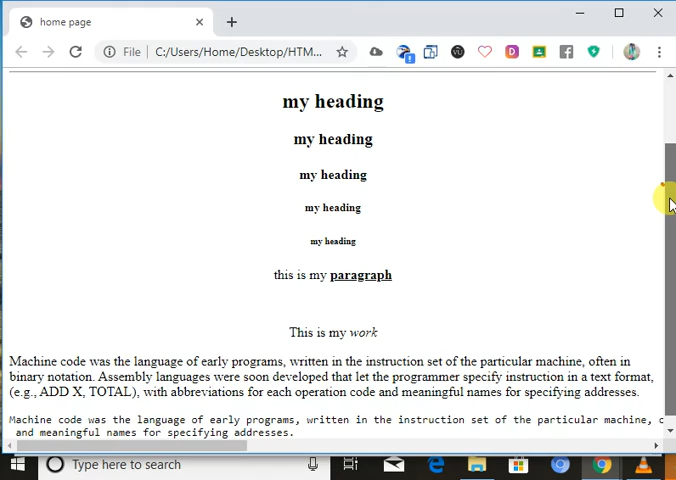 home page
File C:/Users/Home/Desktop/HTM...
my heading
my heading
my heading
my heading
my heading
this is my paragraph
This is my work
Machine code was the language of early programs, written in the instruction set of the particular machine, often in
binary notation. Assembly languages were soon developed that let the programmer specify instruction in a text format,
(e.g., ADD X, TOTAL), with abbreviations for each operation code and meaningful names for specifying addresses.
Machine code was the language of early programs, written in the instruction set of the particular machine, c
and meaningful names for specifying addresses.
Type here to search